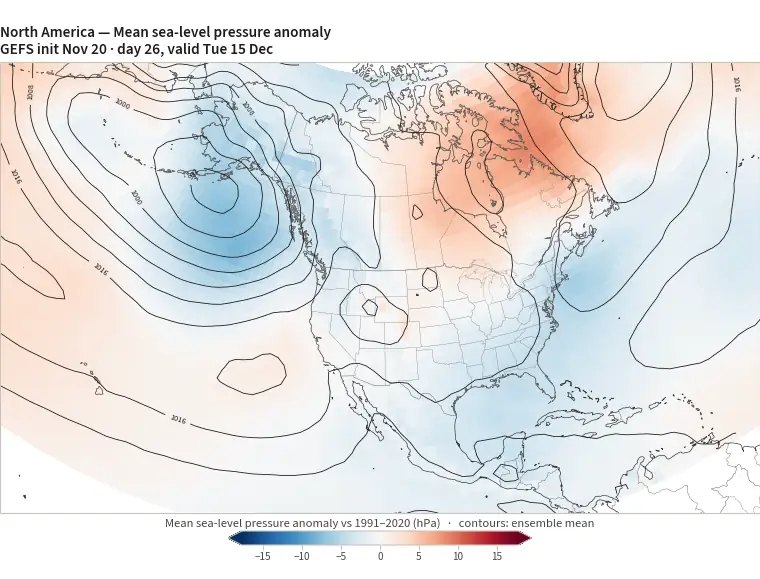 North America — Mean sea-level pressure anomaly
GEFS init Nov 20 · day 26, valid Tue 15 Dec
1008
1000
1008
1016
1016
1000
1016
1016
Mean sea-level pressure anomaly vs 1991–2020 (hPa) · contours: ensemble mean
−15 −10 −5 0 5 10 15